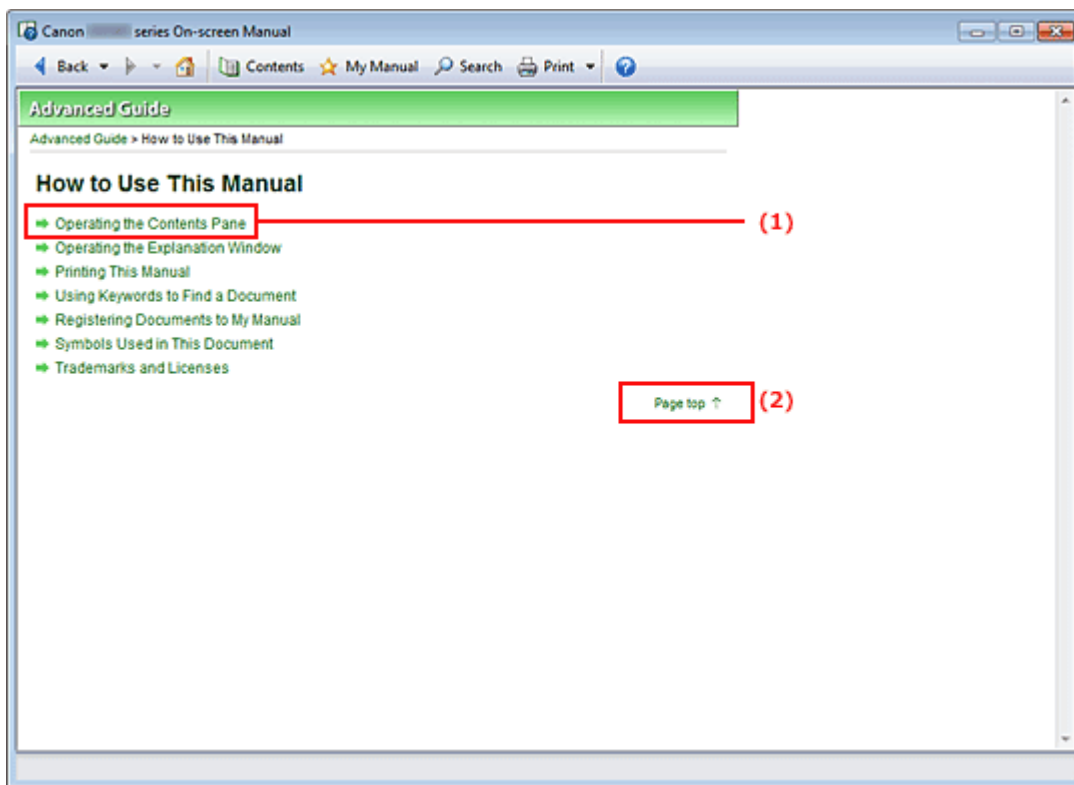 Canon series On-screen Manual
Back Contents My Manual Search Print
Advanced Guide
Advanced Guide > How to Use This Manual
How to Use This Manual
Operating the Contents Pane
(1)
Operating the Explanation Window
Printing This Manual
Using Keywords to Find a Document
Registering Documents to My Manual
Symbols Used in This Document
Trademarks and Licenses
Page top ↑
(2)